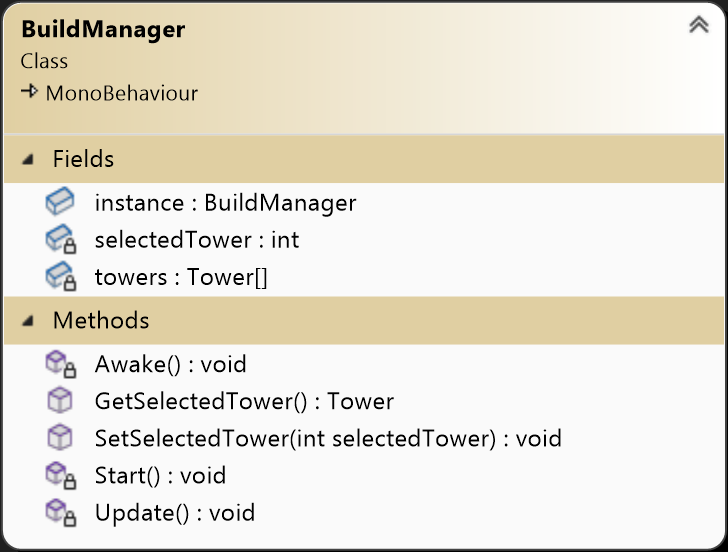 BuildManager
Class
MonoBehaviour
Fields
instance : BuildManager
selectedTower : int
towers : Tower[]
Methods
Awake() : void
GetSelectedTower() : Tower
SetSelectedTower(int selectedTower) : void
Start() : void
Update() : void